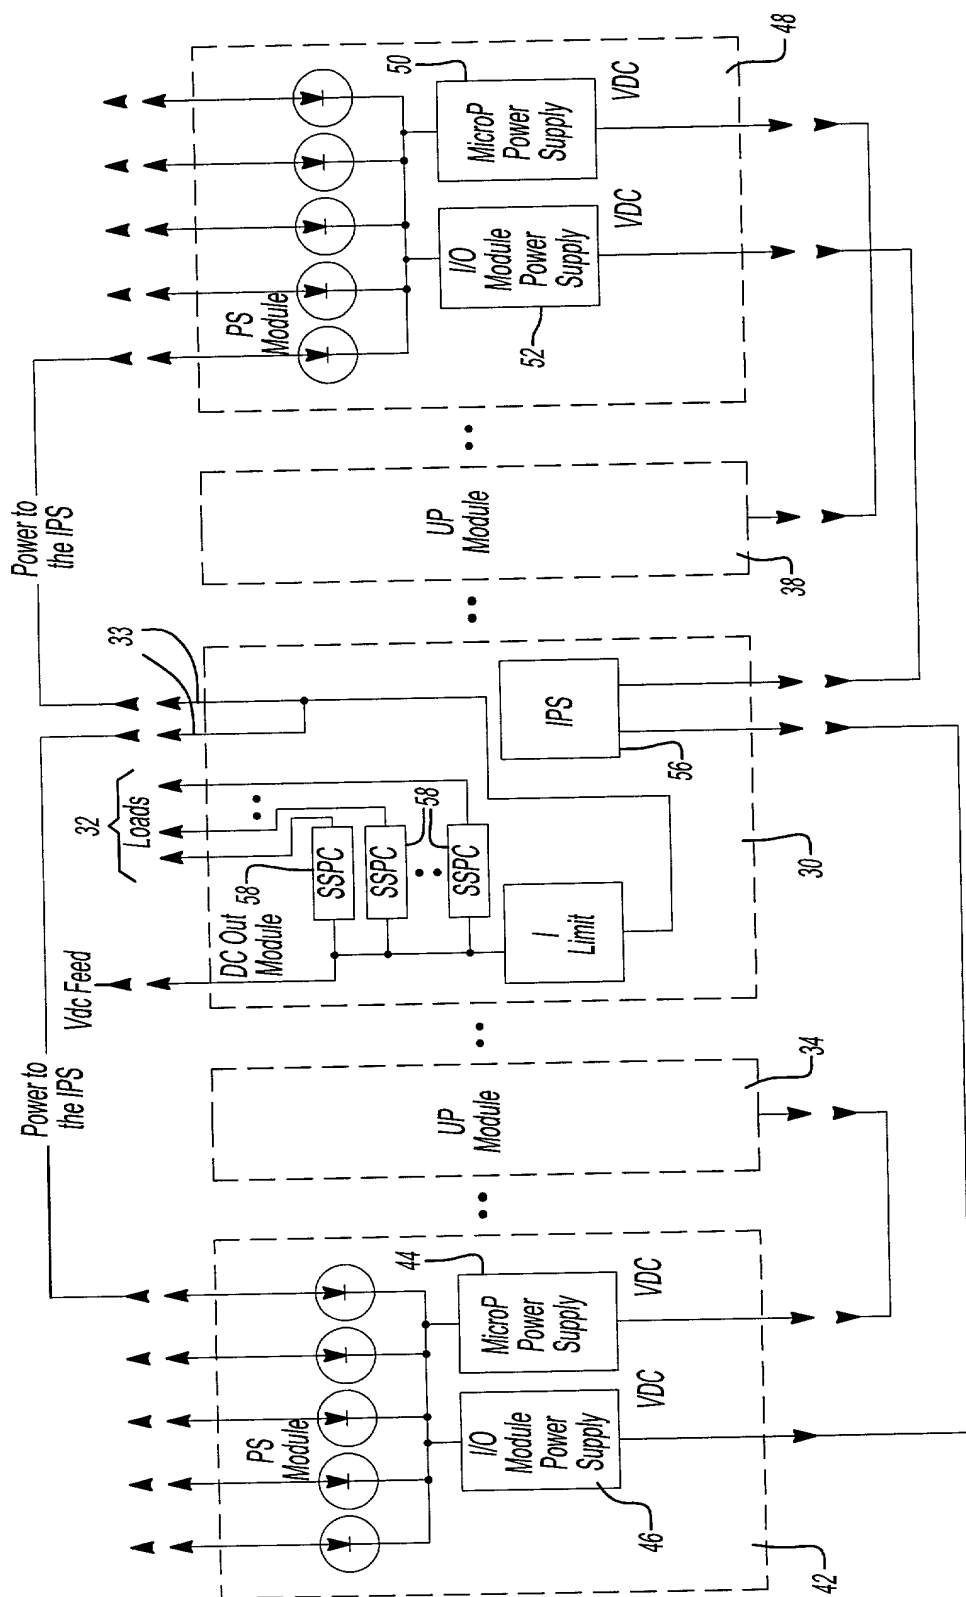 Power to
the IPS
Power to
the IPS
Vdc Feed
32
Loads
33
PS
Module
44
MicroP
Power
Supply
VDC
I/O
Module
Power
Supply
VDC
46
42
UP
Module
34
DC Out
Module
58
SSPC
SSPC
58
SSPC
I
Limit
IPS
56
30
UP
Module
38
PS
Module
50
MicroP
Power
Supply
VDC
I/O
Module
Power
Supply
VDC
52
48